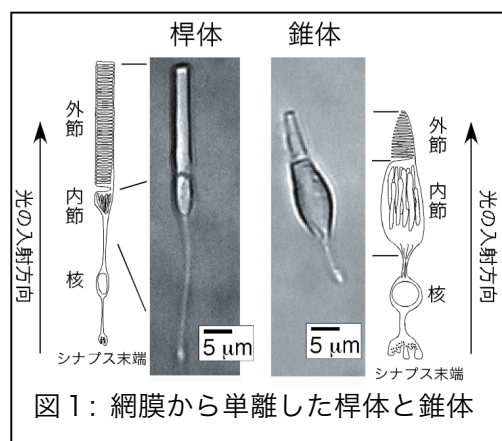 桿体
錐体
外節
内節
核
シナプス末端
光の入射方向
5 μm
5 μm
外節
内節
核
シナプス末端
光の入射方向
図1: 網膜から単離した桿体と錐体